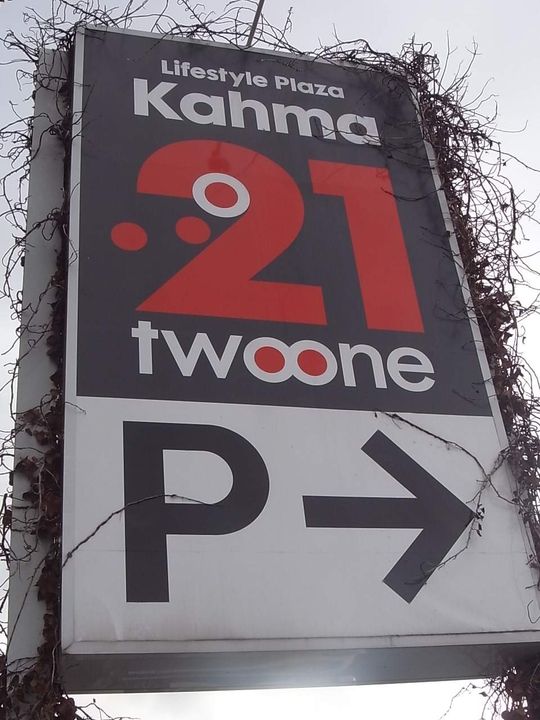 Lifestyle Plaza
Kahma
21
twoone
P →